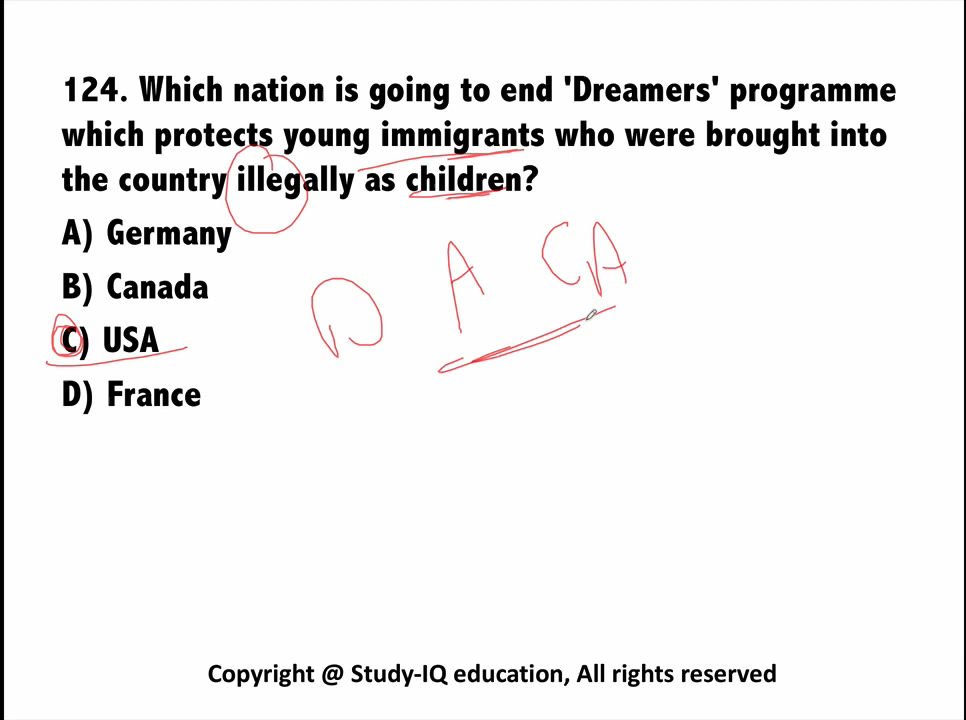 124. Which nation is going to end 'Dreamers' programme
which protects young immigrants who were brought into
the country illegally as children?
A) Germany
B) Canada
C) USA
D) France
D A CA
Copyright @ Study-IQ education, All rights reserved